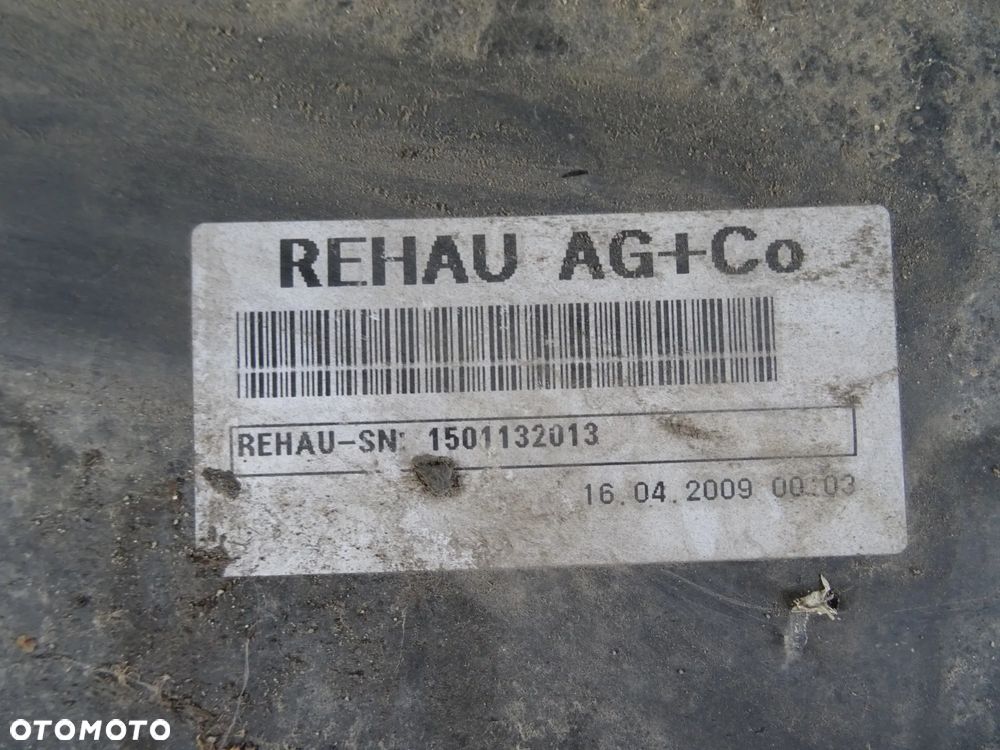 REHAU AG+Co
REHAU-SN: 1501132013
16.04.2009 00:03
OTOMOTO